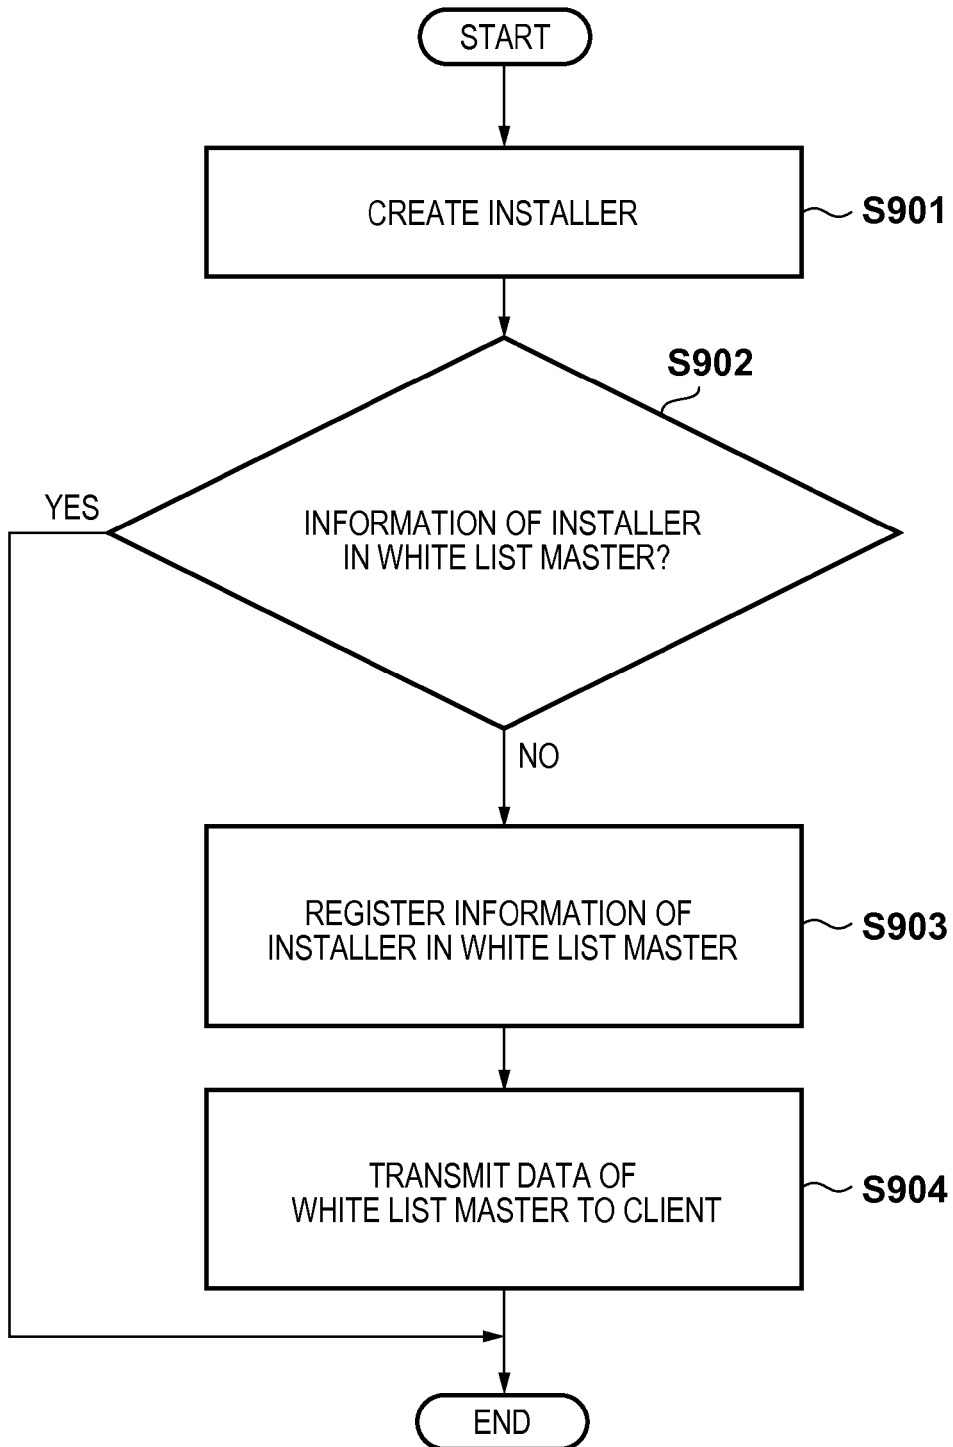 START
CREATE INSTALLER
S901
S902
YES
INFORMATION OF INSTALLER
IN WHITE LIST MASTER?
NO
REGISTER INFORMATION OF
INSTALLER IN WHITE LIST MASTER
S903
TRANSMIT DATA OF
WHITE LIST MASTER TO CLIENT
S904
END